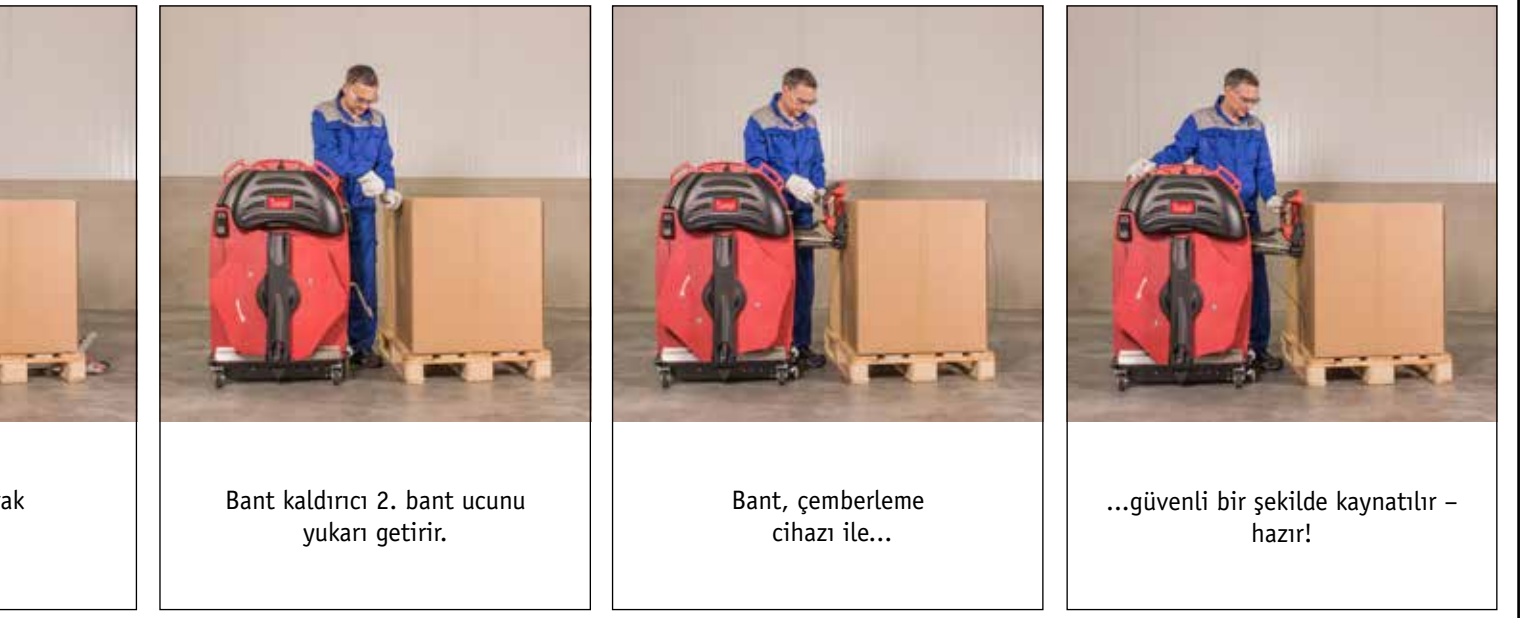 ak
Bant kaldırıcı 2. bant ucunu
yukarı getirir.
Bant, çemberleme
cihazı ile...
...güvenli bir şekilde kaynatılır –
hazır!